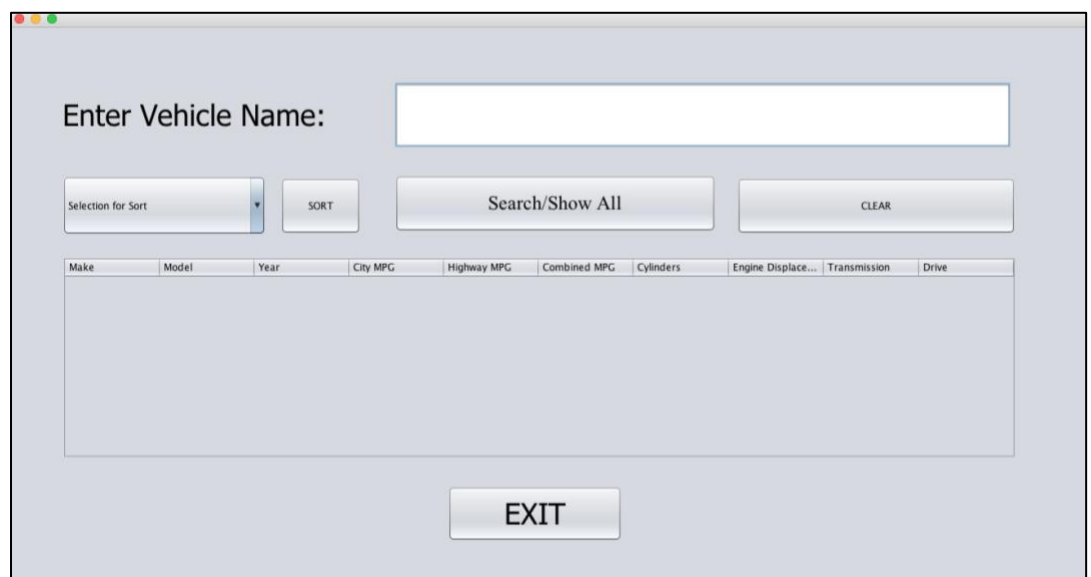 Enter Vehicle Name:
Selection for Sort SORT Search/Show All CLEAR
Make Model Year City MPG Highway MPG Combined MPG Cylinders Engine Displace... Transmission Drive
EXIT